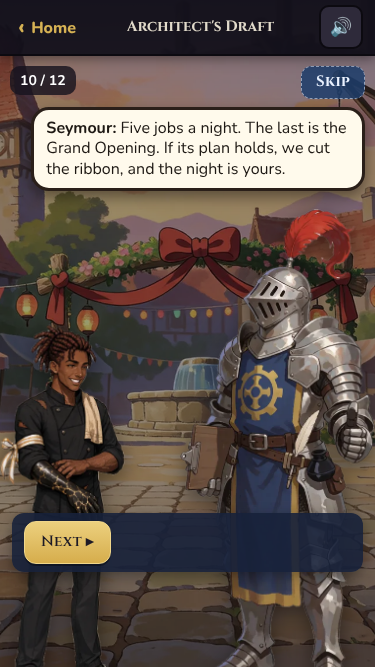 ‹ Home
Architect's Draft
10 / 12
Skip
Seymour: Five jobs a night. The last is the
Grand Opening. If its plan holds, we cut
the ribbon, and the night is yours.
Next ▸